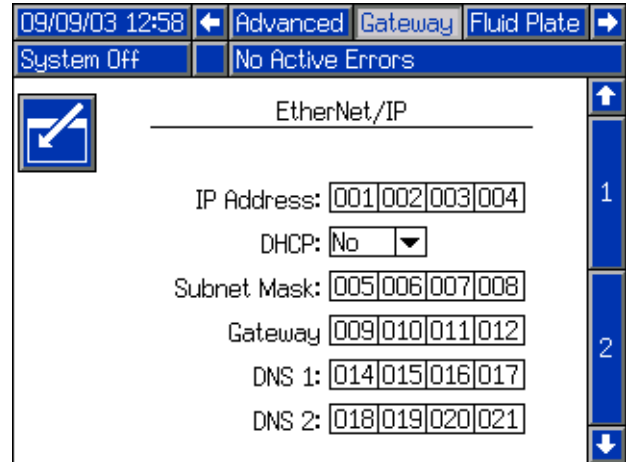 09/09/03 12:58 Advanced Gateway Fluid Plate
System Off No Active Errors
EtherNet/IP
IP Address: 001 002 003 004
1
DHCP: No
Subnet Mask: 005 006 007 008
Gateway 009 010 011 012
2
DNS 1: 014 015 016 017
DNS 2: 018 019 020 021